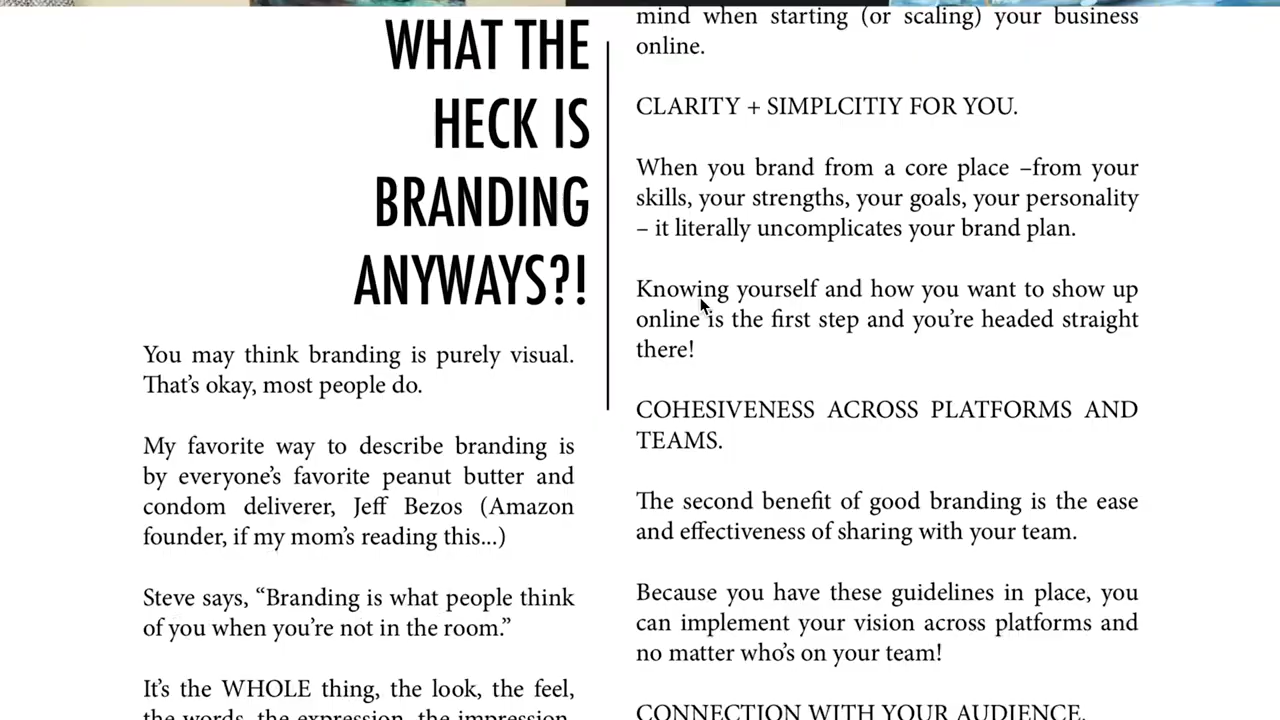 WHAT THE
HECK IS
BRANDING
ANYWAYS?!
You may think branding is purely visual.
That's okay, most people do.
My favorite way to describe branding is
by everyone's favorite peanut butter and
condom deliverer, Jeff Bezos (Amazon
founder, if my mom's reading this...)
Steve says, “Branding is what people think
of you when you're not in the room.”
It's the WHOLE thing, the look, the feel,
the words, the expression, the impression,
mind when starting (or scaling) your business
online.
CLARITY + SIMPLCITIY FOR YOU.
When you brand from a core place –from your
skills, your strengths, your goals, your personality
– it literally uncomplicates your brand plan.
Knowing yourself and how you want to show up
online is the first step and you're headed straight
there!
COHESIVENESS ACROSS PLATFORMS AND
TEAMS.
The second benefit of good branding is the ease
and effectiveness of sharing with your team.
Because you have these guidelines in place, you
can implement your vision across platforms and
no matter who's on your team!
CONNECTION WITH YOUR AUDIENCE.